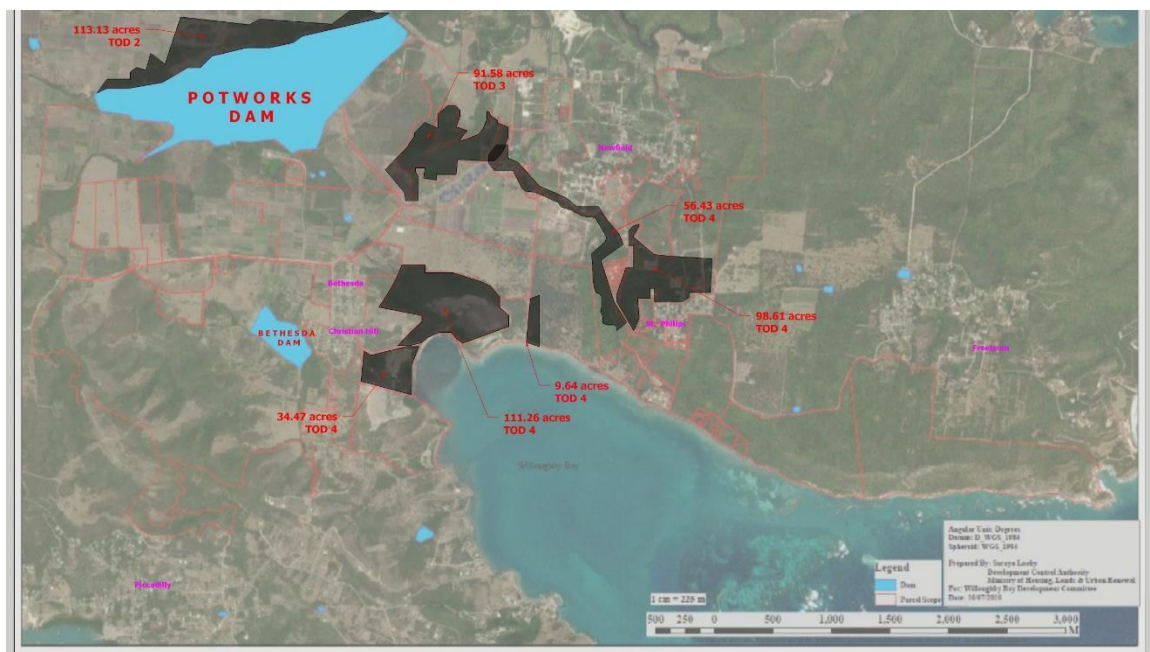 113.13 acres
TOD 2
91.58 acres
TOD 3
POTWORKS
DAM
Newfield
56.43 acres
TOD 4
Bethesda
BETHESDA
DAM
Christian Hill
St. Philips
98.61 acres
TOD 4
Freetown
9.64 acres
TOD 4
34.47 acres
TOD 4
111.26 acres
TOD 4
Willoughby Bay
Piccadilly
Angular Unit: Degrees
Datum: D_WGS_1984
Spheroid: WGS_1984
Prepared By: Soraya
Development Control Authority
Ministry of Housing, Lands & Urban Renewal
For: Willoughby Bay Development Committee
Legend
Dam
Parcel
1 cm = 229 m
500 250 0 500 1,000 1,500 2,000 2,500 3,000
M